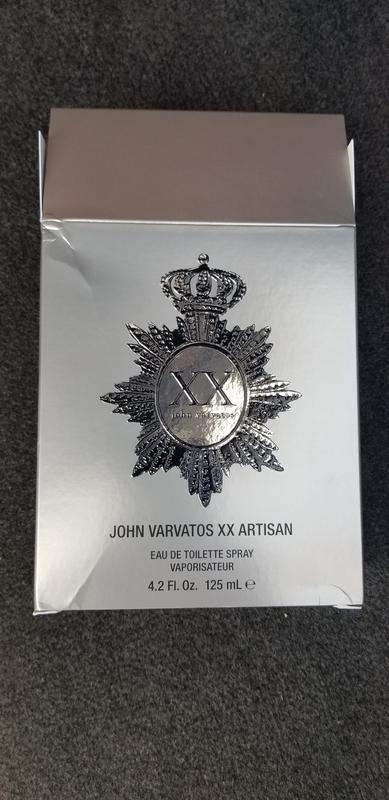 XX
john varvatos
JOHN VARVATOS XX ARTISAN
EAU DE TOILETTE SPRAY
VAPORISATEUR
4.2 Fl. Oz. 125 mL ℮